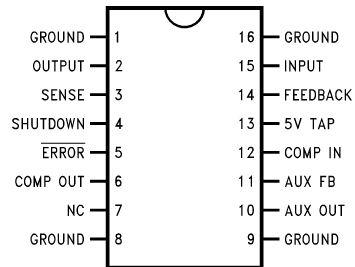 GROUND 1 16 GROUND
OUTPUT 2 15 INPUT
SENSE 3 14 FEEDBACK
SHUTDOWN 4 13 5V TAP
ERROR 5 12 COMP IN
COMP OUT 6 11 AUX FB
NC 7 10 AUX OUT
GROUND 8 9 GROUND